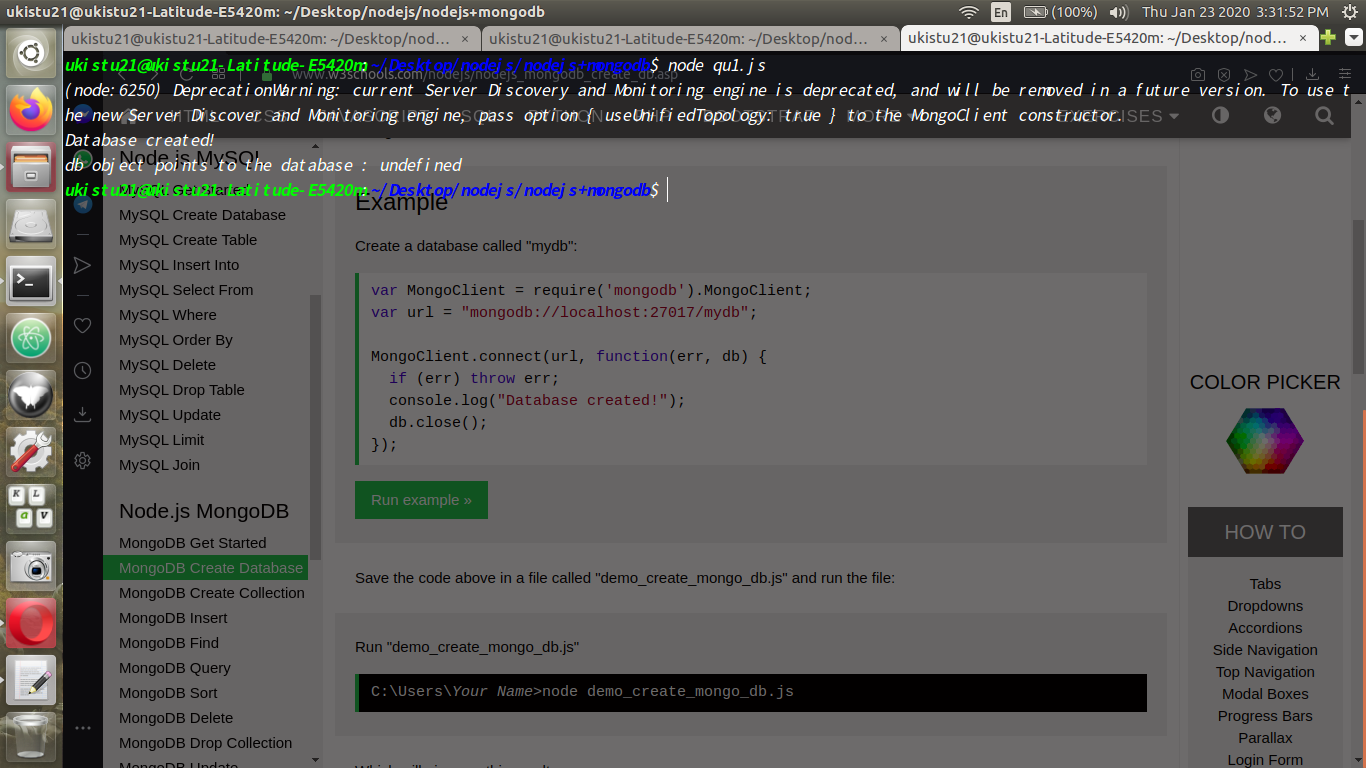 ukistu21@ukistu21-Latitude-E5420m: ~/Desktop/nodejs/nodejs+mongodb
En
(100%)
Thu Jan 23 2020 3:31:52 PM
ukistu21@ukistu21-Latitude-E5420m: ~/Desktop/nod... ×
ukistu21@ukistu21-Latitude-E5420m: ~/Desktop/nod... ×
ukistu21@ukistu21-Latitude-E5420m: ~/Desktop/nod... ×
www.w3schools.com/nodejs/nodejs_mongodb_create_db.asp
ukistu21@ukistu21-Latitude-E5420m:~/Desktop/nodejs/nodejs+mongodb$ node qu1.js
(node:6250) DeprecationWarning: current Server Discovery and Monitoring engine is deprecated, and will be removed in a future version. To use t
he new Server Discover and Monitoring engine, pass option { useUnifiedTopology: true } to the MongoClient constructor.
Database created!
db object points to the database : undefined
ukistu21@ukistu21-Latitude-E5420m:~/Desktop/nodejs/nodejs+mongodb$
MORE
EXERCISES
Node.js MySQL
MySQL Create Database
MySQL Create Table
MySQL Insert Into
MySQL Select From
MySQL Where
MySQL Order By
MySQL Delete
MySQL Drop Table
MySQL Update
MySQL Limit
MySQL Join
Node.js MongoDB
MongoDB Get Started
MongoDB Create Database
MongoDB Create Collection
MongoDB Insert
MongoDB Find
MongoDB Query
MongoDB Sort
MongoDB Delete
MongoDB Drop Collection
MongoDB Update
Example
Create a database called "mydb":
var MongoClient = require('mongodb').MongoClient;
var url = "mongodb://localhost:27017/mydb";
MongoClient.connect(url, function(err, db) {
if (err) throw err;
console.log("Database created!");
db.close();
});
Run example »
Save the code above in a file called "demo_create_mongo_db.js" and run the file:
Run "demo_create_mongo_db.js"
C:\Users\Your Name>node demo_create_mongo_db.js
COLOR PICKER
HOW TO
Tabs
Dropdowns
Accordions
Side Navigation
Top Navigation
Modal Boxes
Progress Bars
Parallax
Login Form